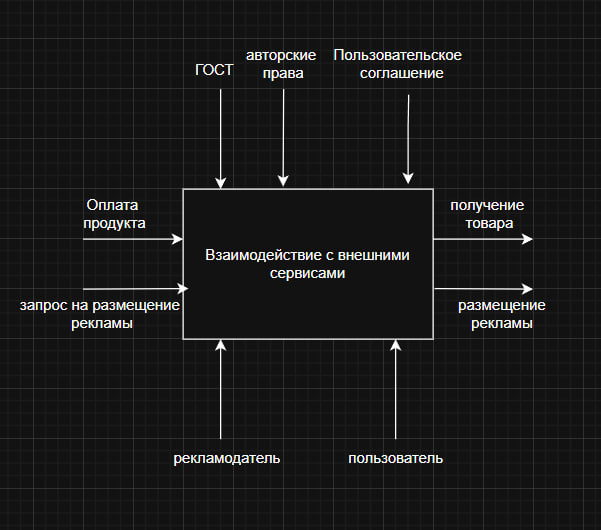 ГОСТ
авторские
права
Пользовательское
соглашение
Оплата
продукта
запрос на размещение
рекламы
Взаимодействие с внешними
сервисами
получение
товара
размещение
рекламы
рекламодатель
пользователь